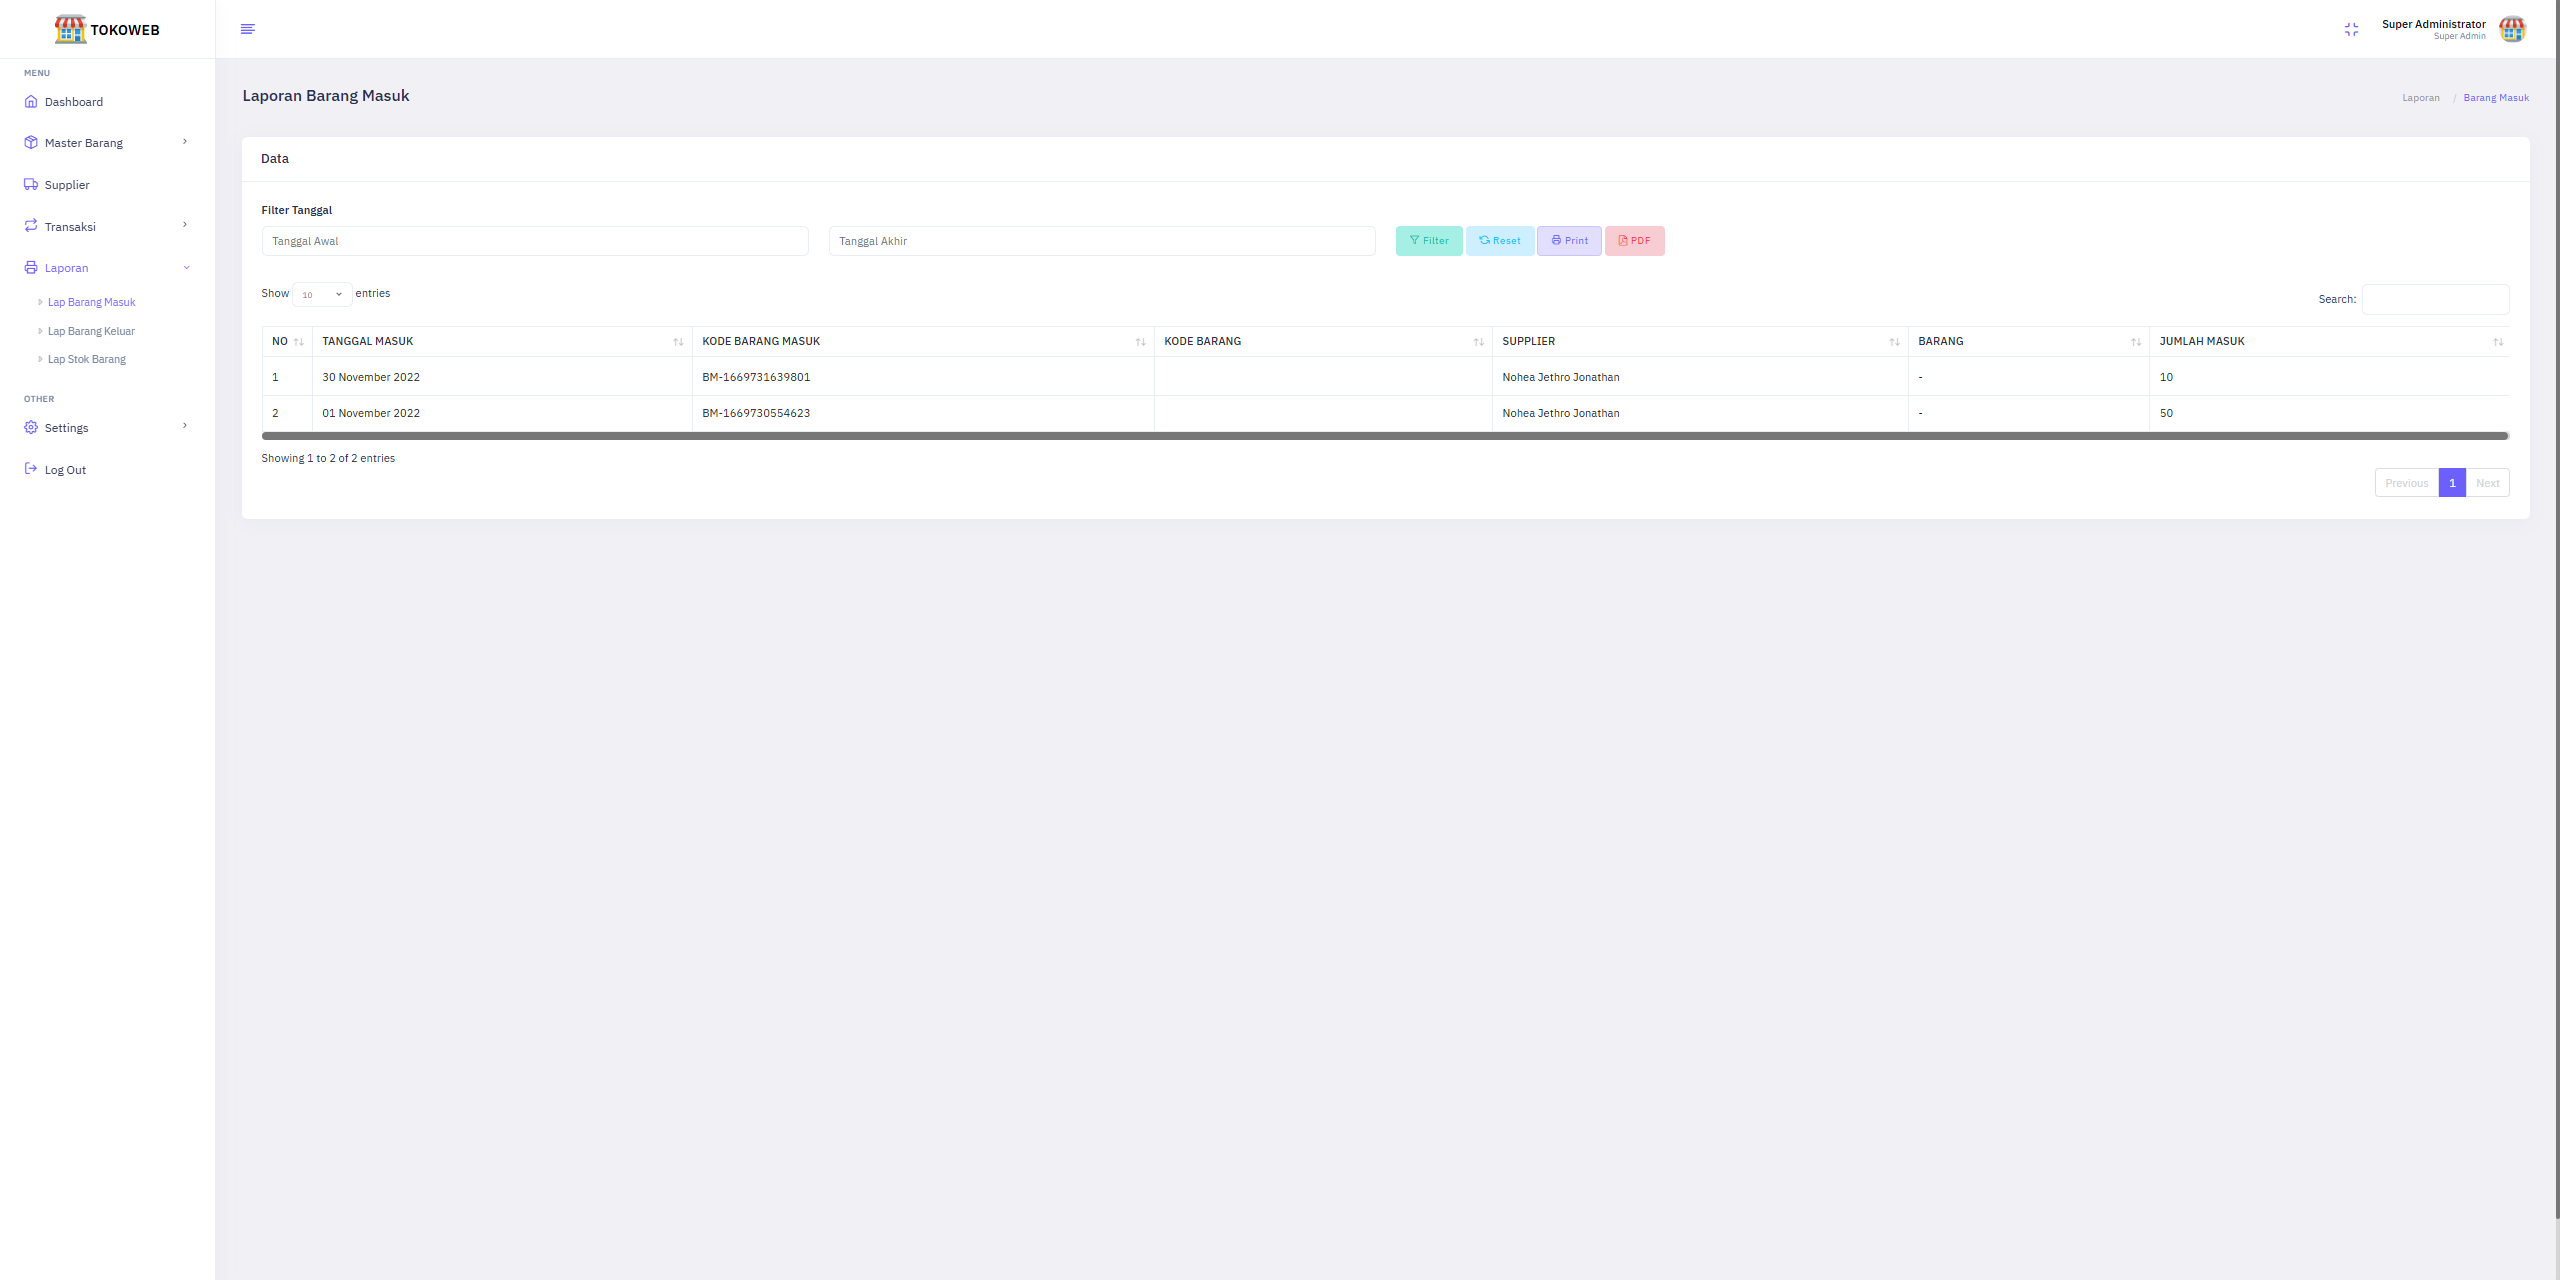 TOKOWEB
Super Administrator
Super Admin
MENU
Dashboard
Master Barang
Supplier
Transaksi
Laporan
Lap Barang Masuk
Lap Barang Keluar
Lap Stok Barang
OTHER
Settings
Log Out
Laporan Barang Masuk
Laporan / Barang Masuk
Data
Filter Tanggal
Tanggal Awal Tanggal Akhir Filter Reset Print PDF
Show 10 entries Search:
NO TANGGAL MASUK KODE BARANG MASUK KODE BARANG SUPPLIER BARANG JUMLAH MASUK
1 30 November 2022 BM-1669731639801 Nohea Jethro Jonathan - 10
2 01 November 2022 BM-1669730554623 Nohea Jethro Jonathan - 50
Showing 1 to 2 of 2 entries
Previous 1 Next